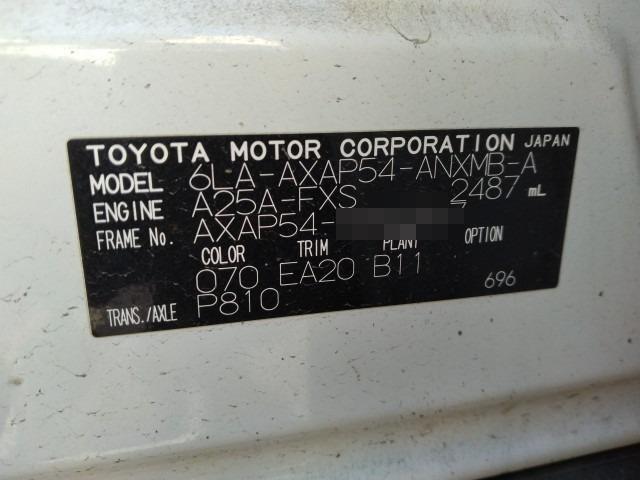 TOYOTA MOTOR CORPORATION JAPAN
MODEL 6LA-AXAP54-ANXMB-A
ENGINE A25A-FXS 2487 mL
FRAME No. AXAP54-
COLOR TRIM PLANT OPTION
070 EA20 B11
696
TRANS./AXLE P810